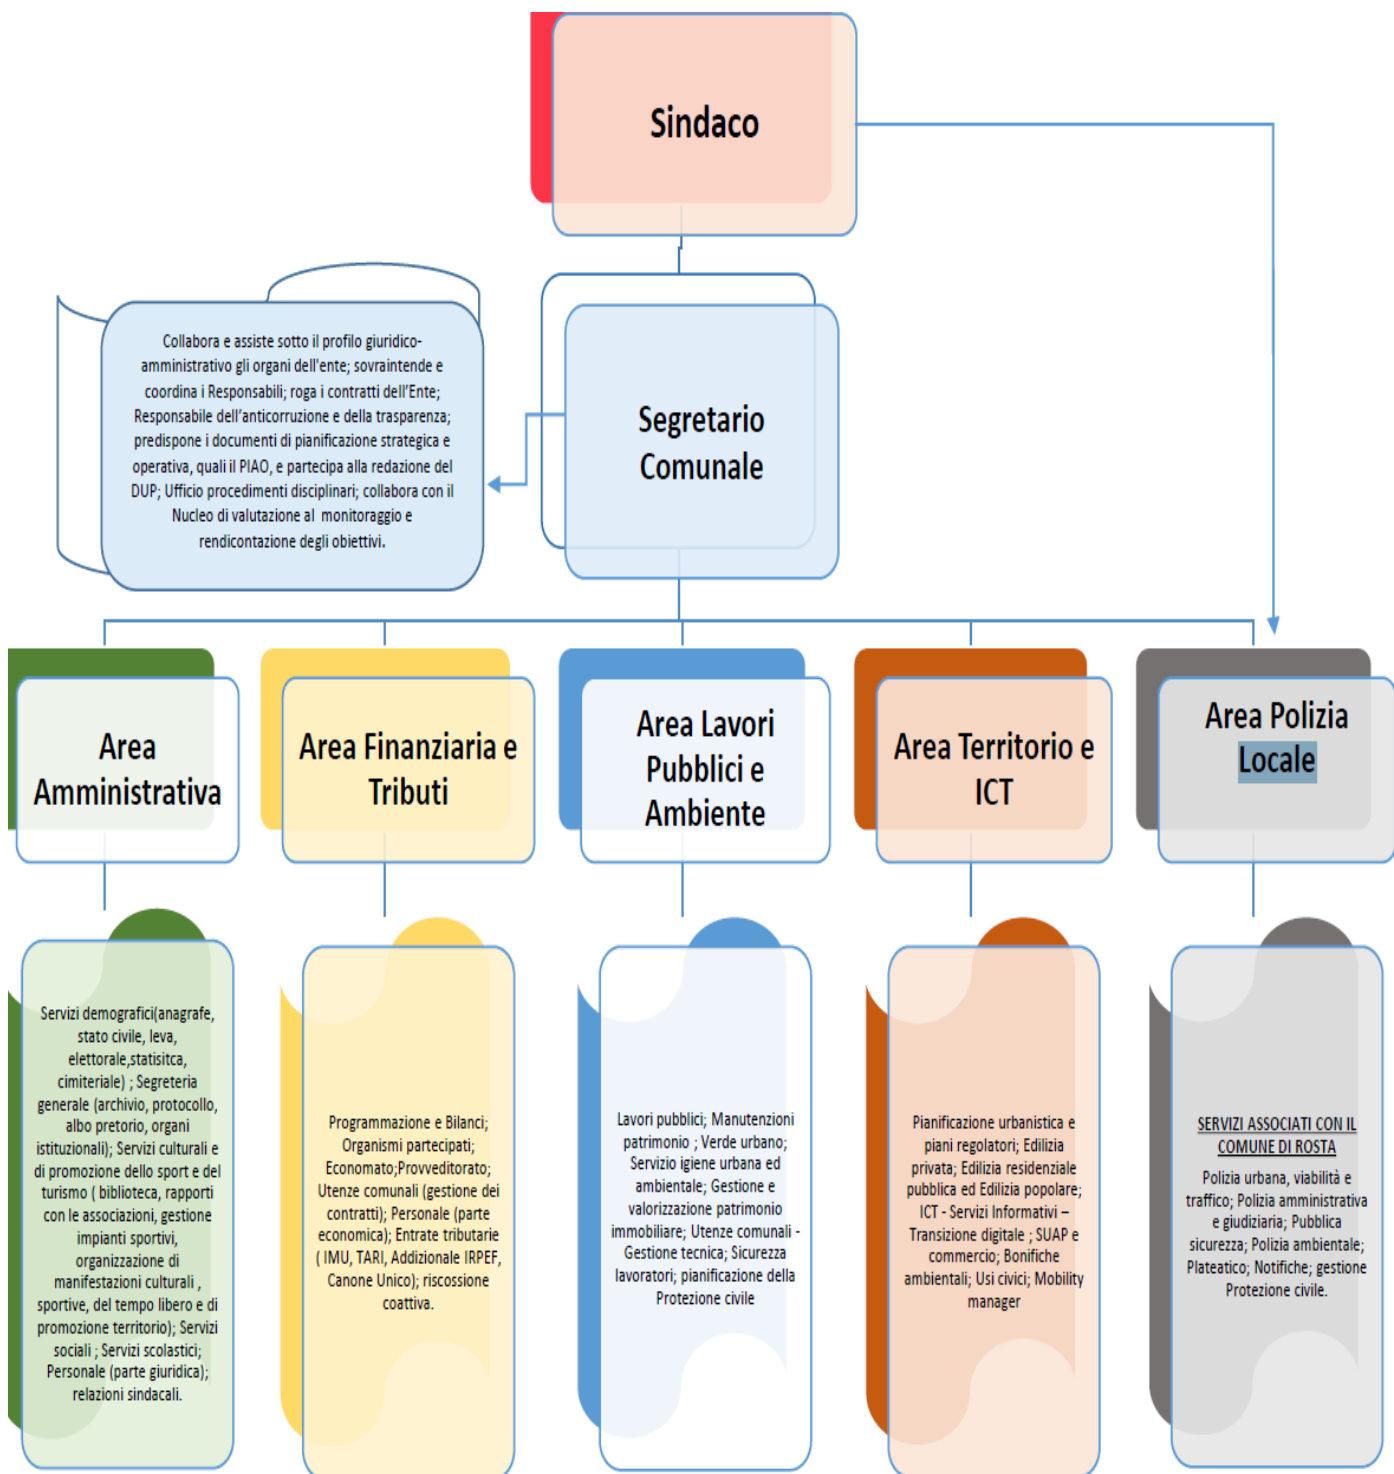 Sindaco
Collabora e assiste sotto il profilo giuridico-
amministrativo gli organi dell'ente; sovraintende e
coordina i Responsabili; roga i contratti dell'Ente;
Responsabile dell'anticorruzione e della trasparenza;
predispone i documenti di pianificazione strategica e
operativa, quali il PIAO, e partecipa alla redazione del
DUP; Ufficio procedimenti disciplinari; collabora con il
Nucleo di valutazione al monitoraggio e
rendicontazione degli obiettivi.
Segretario
Comunale
Area
Amministrativa
Area Finanziaria e
Tributi
Area Lavori
Pubblici e
Ambiente
Area Territorio e
ICT
Area Polizia
Locale
Servizi demografici(anagrafe,
stato civile, leva,
elettorale,statisitca,
cimiteriale) ; Segreteria
generale (archivio, protocollo,
albo pretorio, organi
istituzionali); Servizi culturali e
di promozione dello sport e del
turismo ( biblioteca, rapporti
con le associazioni, gestione
impianti sportivi,
organizzazione di
manifestazioni culturali ,
sportive, del tempo libero e di
promozione territorio); Servizi
sociali ; Servizi scolastici;
Personale (parte giuridica);
relazioni sindacali.
Programmazione e Bilanci;
Organismi partecipati;
Economato;Provveditorato;
Utenze comunali (gestione dei
contratti); Personale (parte
economica); Entrate tributarie
( IMU, TARI, Addizionale IRPEF,
Canone Unico); riscossione
coattiva.
Lavori pubblici; Manutenzioni
patrimonio ; Verde urbano;
Servizio igiene urbana ed
ambientale; Gestione e
valorizzazione patrimonio
immobiliare; Utenze comunali -
Gestione tecnica; Sicurezza
lavoratori; pianificazione della
Protezione civile
Pianificazione urbanistica e
piani regolatori; Edilizia
privata; Edilizia residenziale
pubblica ed Edilizia popolare;
ICT - Servizi Informativi –
Transizione digitale ; SUAP e
commercio; Bonifiche
ambientali; Usi civici; Mobility
manager
SERVIZI ASSOCIATI CON IL
COMUNE DI ROSTA
Polizia urbana, viabilità e
traffico; Polizia amministrativa
e giudiziaria; Pubblica
sicurezza; Polizia ambientale;
Plateatico; Notifiche; gestione
Protezione civile.